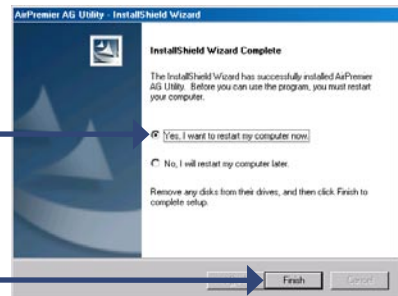 AirPremier AG Utility - InstallShield Wizard
InstallShield Wizard Complete
The InstallShield Wizard has successfully installed AirPremier
AG Utility. Before you can use the program, you must restart
your computer.
Yes, I want to restart my computer now.
No, I will restart my computer later.
Remove any disks from their drives, and then click Finish to
complete setup.
Finish
Cancel